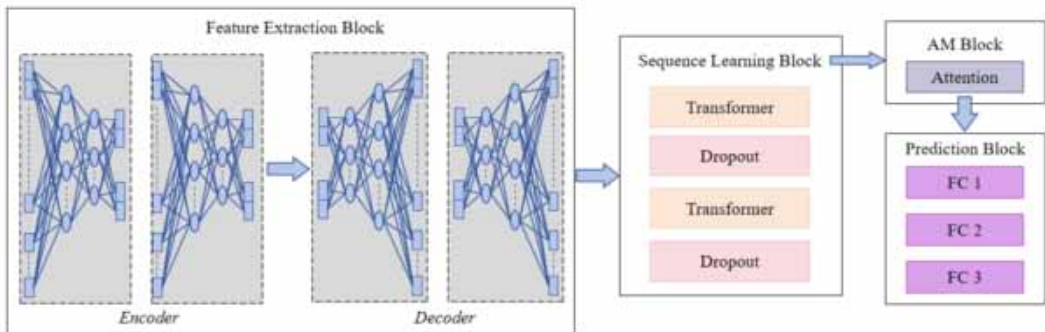 Feature Extraction Block
Encoder
Decoder
Sequence Learning Block
Transformer
Dropout
Transformer
Dropout
AM Block
Attention
Prediction Block
FC 1
FC 2
FC 3